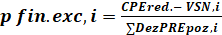 p fin.exc,i = CPEred.- VSN,i / ∑DezPREpoz,i